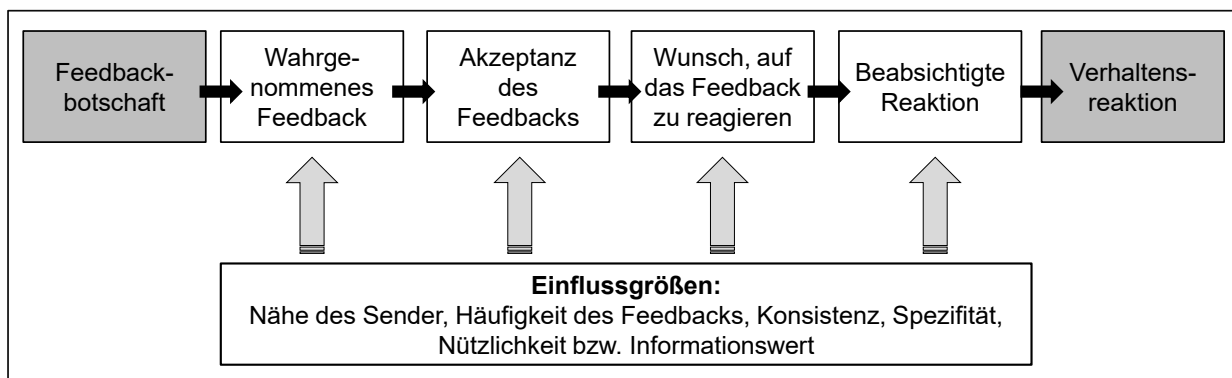 Feedback-
botschaft
Wahrge-
nommenes
Feedback
Akzeptanz
des
Feedbacks
Wunsch, auf
das Feedback
zu reagieren
Beabsichtigte
Reaktion
Verhaltens-
reaktion
Einflussgrößen:
Nähe des Sender, Häufigkeit des Feedbacks, Konsistenz, Spezifität,
Nützlichkeit bzw. Informationswert